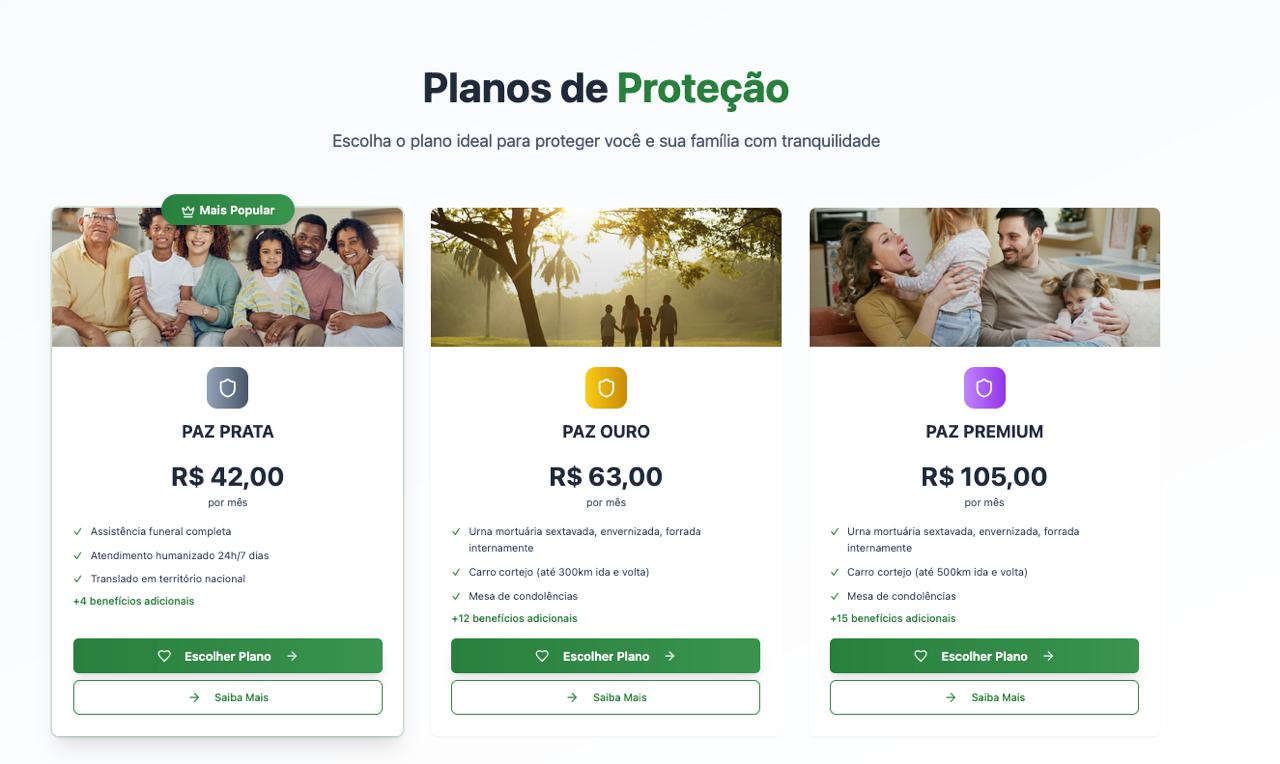 Planos de Proteção
Escolha o plano ideal para proteger você e sua família com tranquilidade
Mais Popular
PAZ PRATA
R$ 42,00
por mês
Assistência funeral completa
Atendimento humanizado 24h/7 dias
Translado em território nacional
+4 benefícios adicionais
Escolher Plano
Saiba Mais
PAZ OURO
R$ 63,00
por mês
Urna mortuária sextavada, envernizada, forrada
internamente
Carro cortejo (até 300km ida e volta)
Mesa de condolências
+12 benefícios adicionais
Escolher Plano
Saiba Mais
PAZ PREMIUM
R$ 105,00
por mês
Urna mortuária sextavada, envernizada, forrada
internamente
Carro cortejo (até 500km ida e volta)
Mesa de condolências
+15 benefícios adicionais
Escolher Plano
Saiba Mais